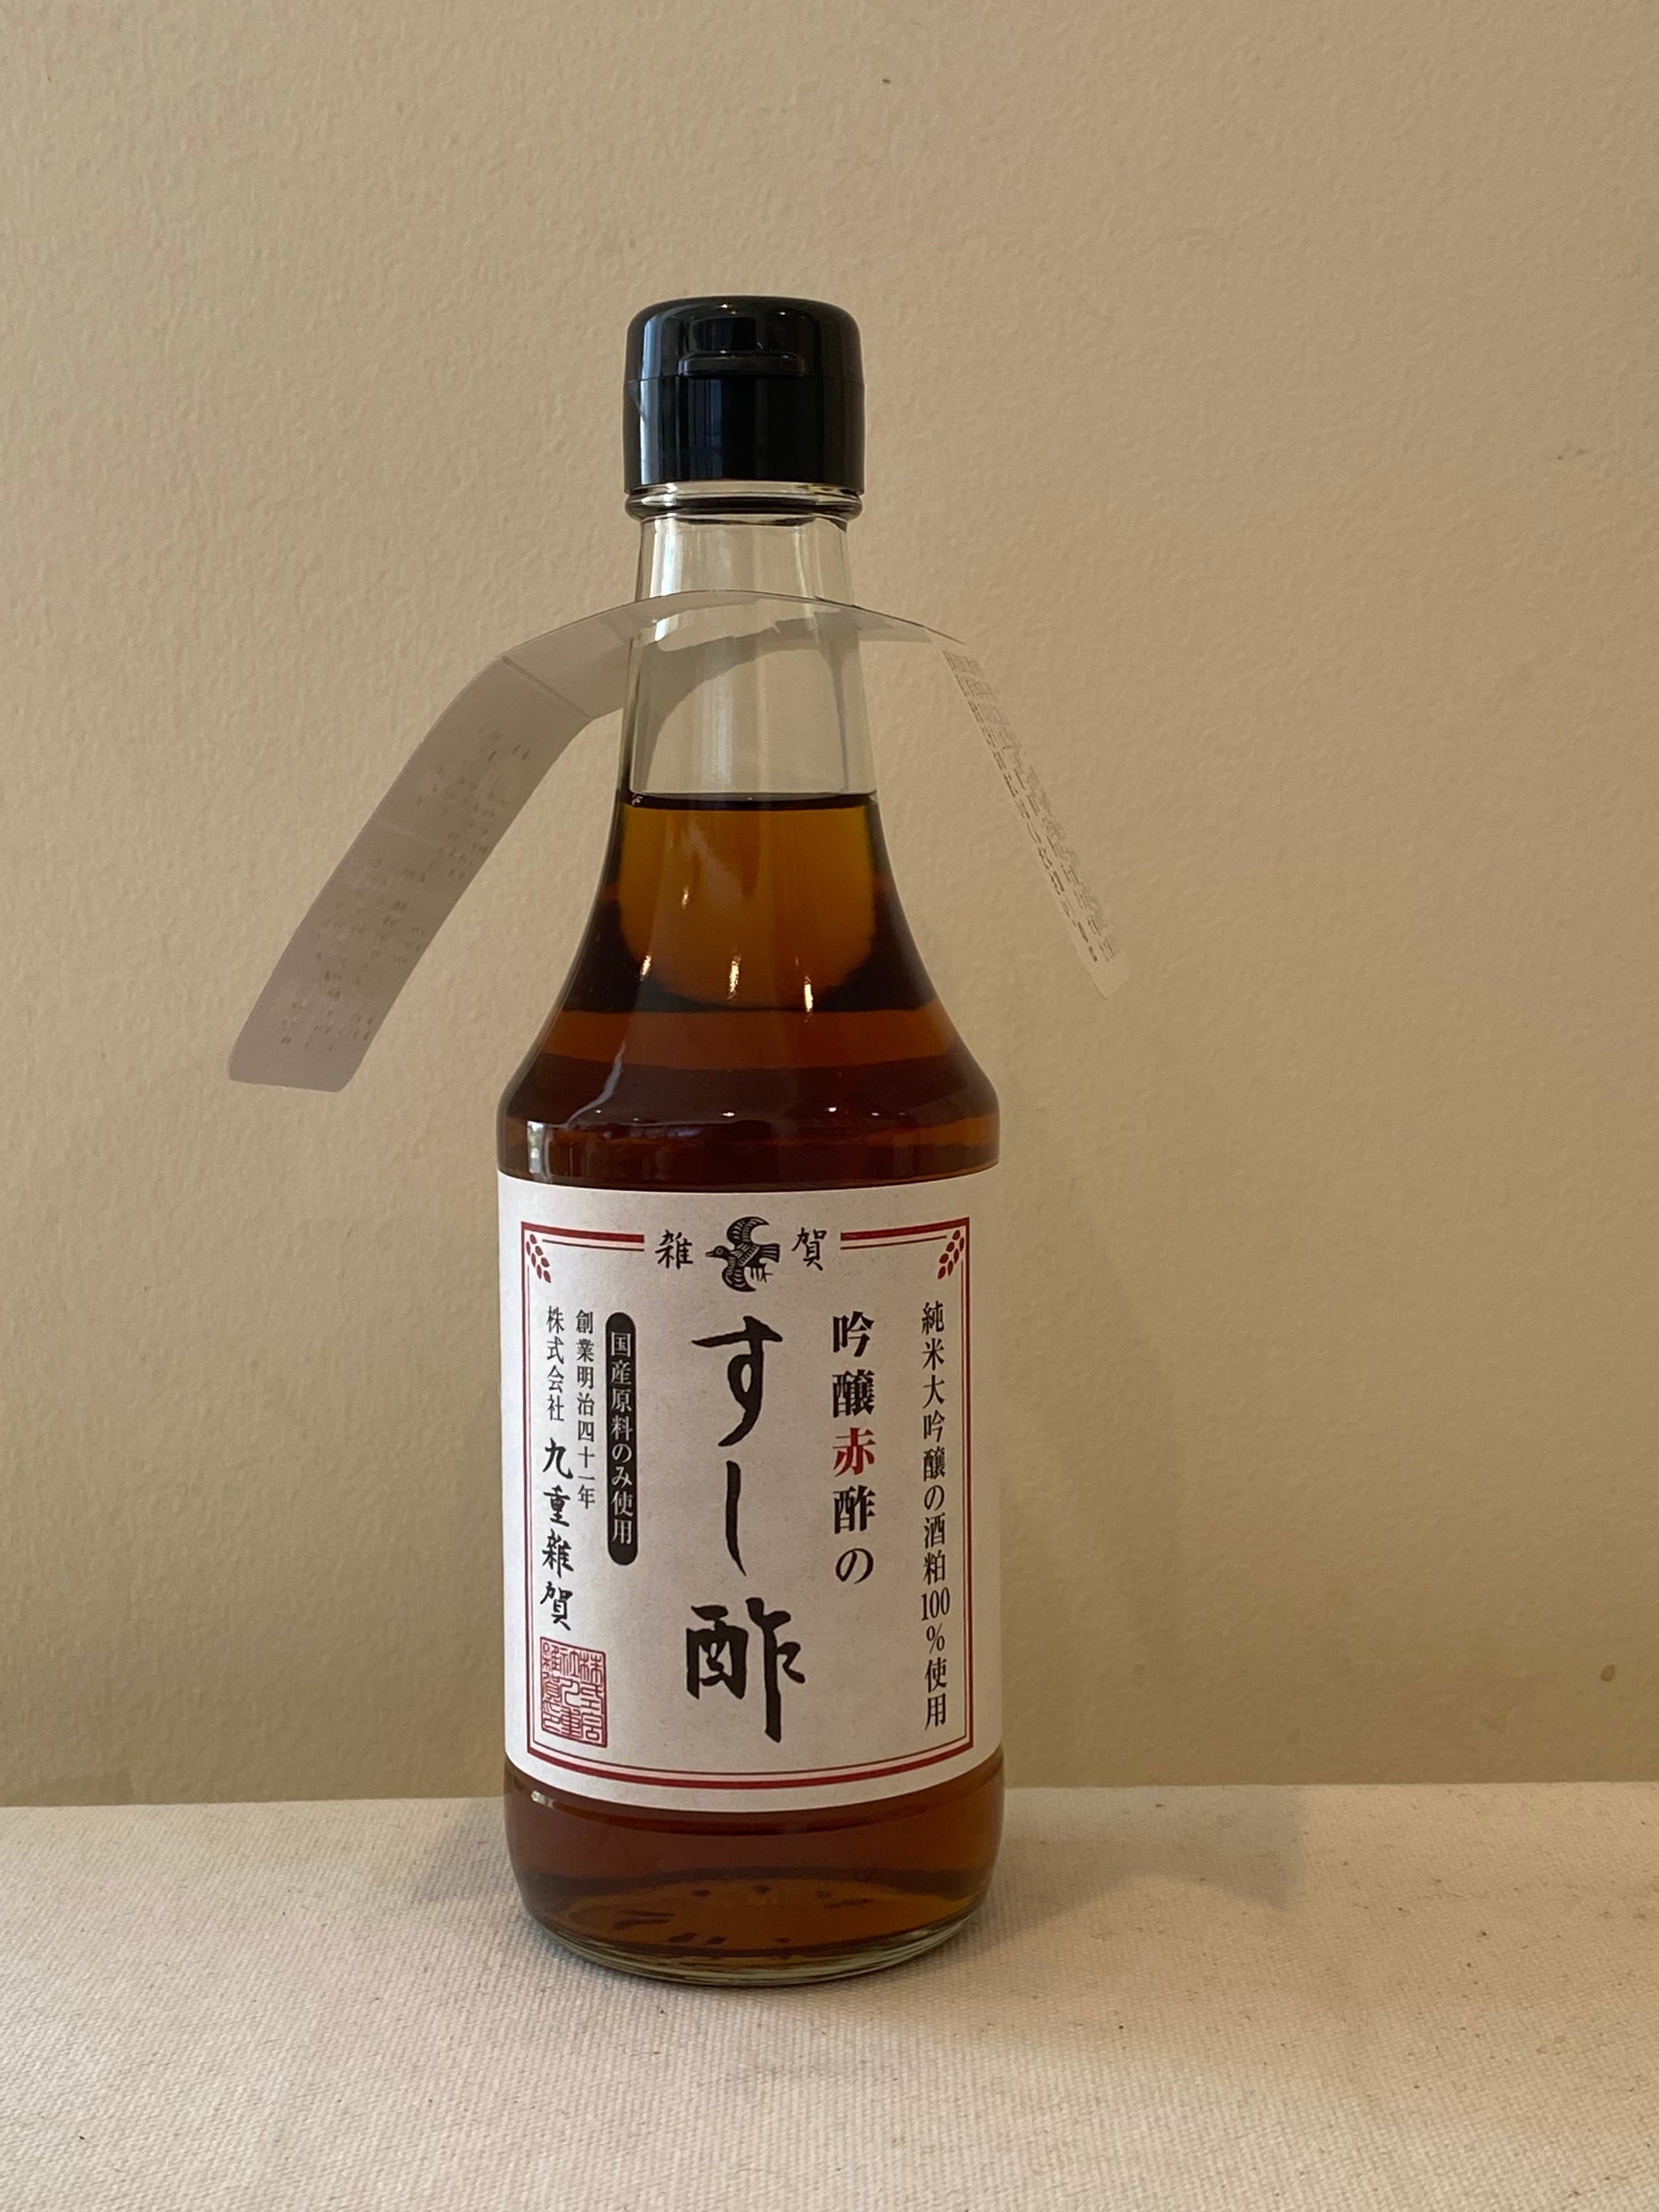 雑 賀
純米大吟醸の酒粕100%使用
吟醸赤酢の
すし酢
国産原料のみ使用
創業明治四十一年
株式会社 九重雑賀